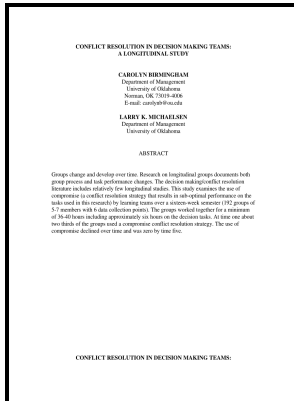 CONFLICT RESOLUTION IN DECISION MAKING TEAMS:
A LONGITUDINAL STUDY
CAROLYN BIRMINGHAM
Department of Management
University of Oklahoma
Norman, OK 73019-4006
E-mail: carolynb@ou.edu
LARRY K. MICHAELSEN
Department of Management
University of Oklahoma
ABSTRACT
Groups change and develop over time. Research on longitudinal groups documents both
group process and task performance changes. The decision making/conflict resolution
literature includes relatively few longitudinal studies. This study examines the use of
compromise (a conflict resolution strategy that results in sub-optimal performance on the
tasks used in this research) by learning teams over a sixteen-week semester (192 groups of
5-7 members with 6 data collection points). The groups worked together for a minimum
of 36-40 hours including approximately six hours on the decision tasks. At time one about
two thirds of the groups used a compromise conflict resolution strategy. The use of
compromise declined over time and was zero by time five.
CONFLICT RESOLUTION IN DECISION MAKING TEAMS: